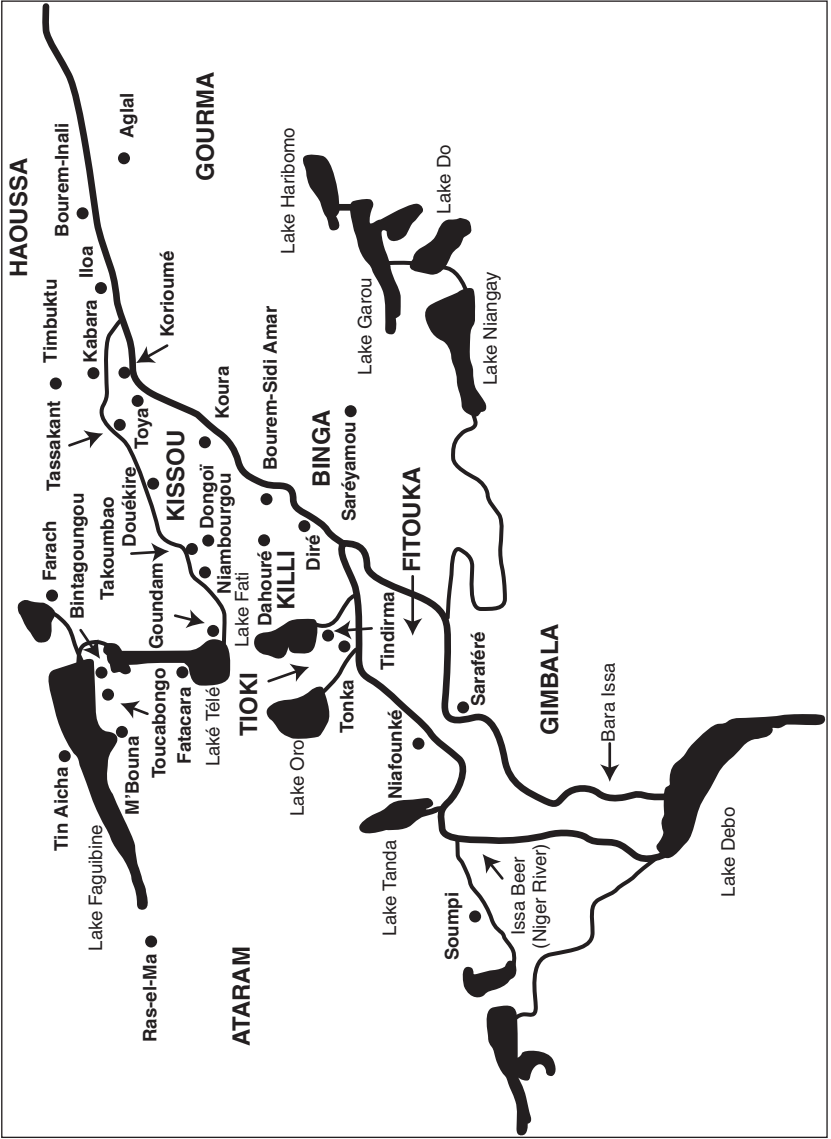 HAOUSSA
Bourem-Inali
Aglal
GOURMA
Iloa
Timbuktu
Kabara
Korioumé
Tassakant
Toya
Koura
KISSOU
Bourem-Sidi Amar
BINGA
Saréyamou
Lake Haribomo
Lake Do
Lake Garou
Lake Niangay
Farach
Bintagoungou
Takoumbao
Douékire
Dongoï
Niambourgou
Goundam
Lake Fati
Dahouré
KILLI
Diré
FITOUKA
Tindirma
TIOKI
Tonka
Toucabongo
Fatacara
Laké Télé
M'Bouna
Tin Aicha
Lake Faguibine
Lake Oro
Niafounké
Saraféré
GIMBALA
Bara Issa
Lake Tanda
Lake Debo
Issa Beer
(Niger River)
Soumpi
Ras-el-Ma
ATARAM